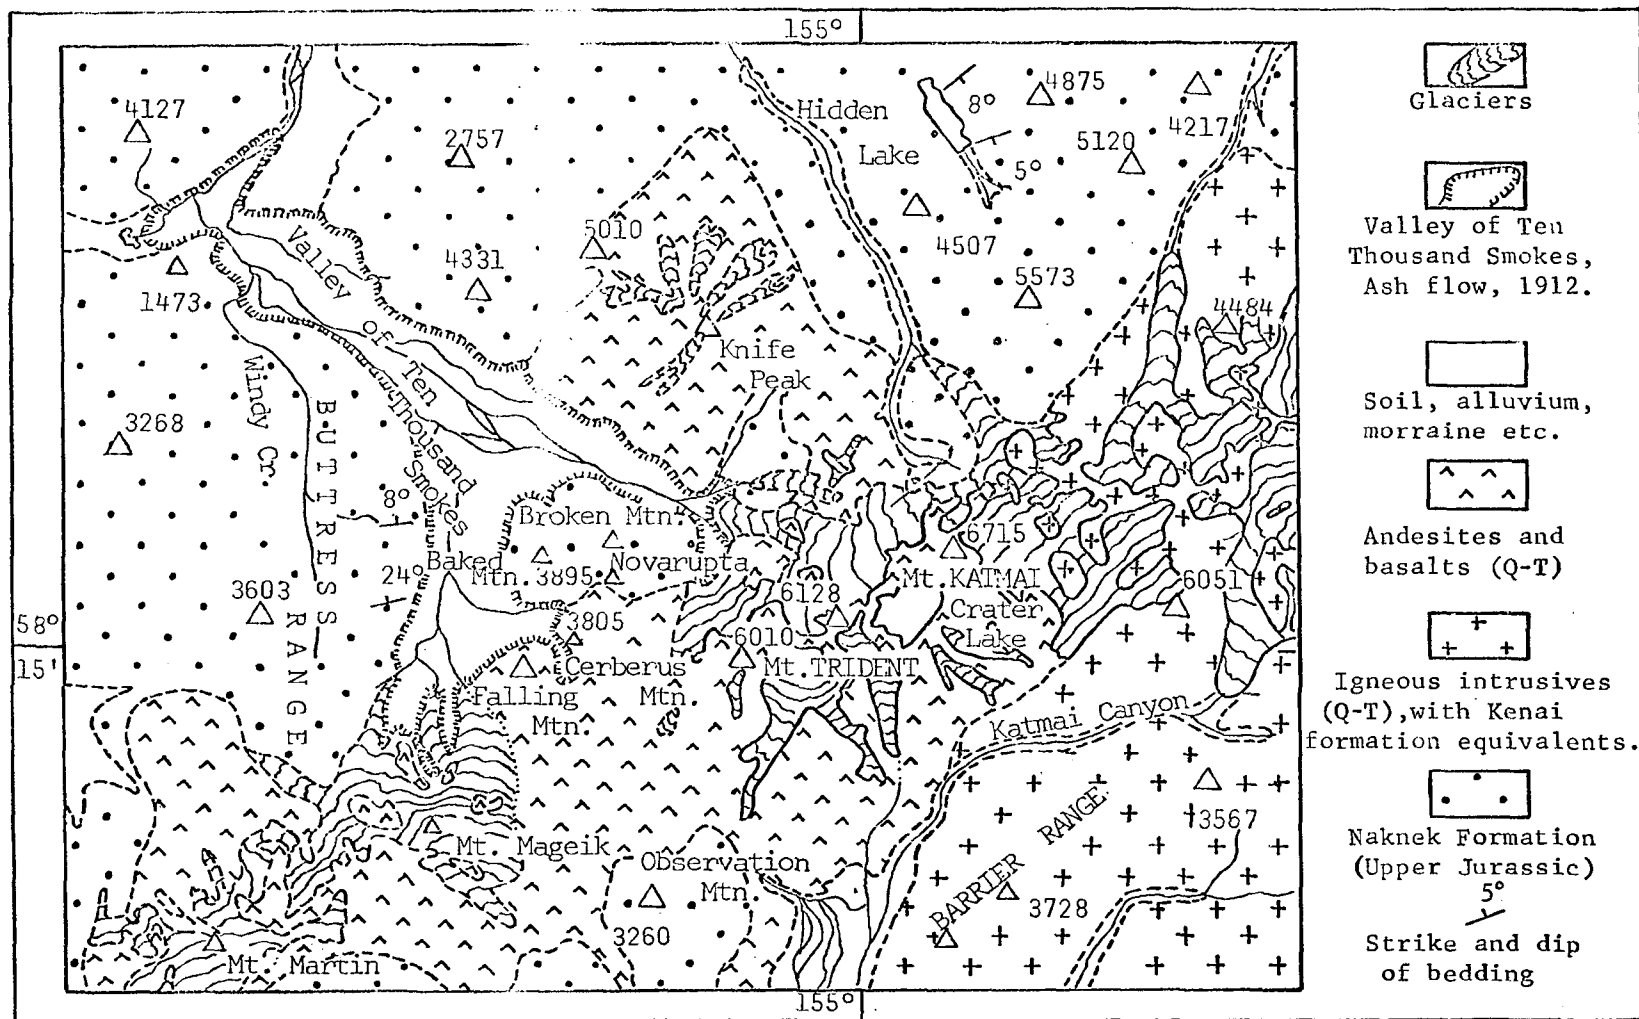 155°
4127
2757
Hidden
Lake
8°
5°
4875
5120
4217
5010
4507
4331
5573
1473
4484
Valley
of Ten
Thousand
Smokes
Knife
Peak
Windy Cr.
3268
BUTTRESS
RANGE
8°
24°
Broken Mtn.
Baked
Mtn. 3895
Novarupta
6715
Mt. KATMAI
Crater
Lake
6128
6051
3603
3805
6010
Cerberus
Mtn.
Mt. TRIDENT
Falling
Mtn.
Katmai Canyon
58°
15'
Mt. Mageik
Observation
Mtn.
BARRIER RANGE
3567
3728
3260
Mt. Martin
155°
Glaciers
Valley of Ten
Thousand Smokes,
Ash flow, 1912.
Soil, alluvium,
morraine etc.
Andesites and
basalts (Q-T)
Igneous intrusives
(Q-T),with Kenai
formation equivalents.
Naknek Formation
(Upper Jurassic)
5°
Strike and dip
of bedding